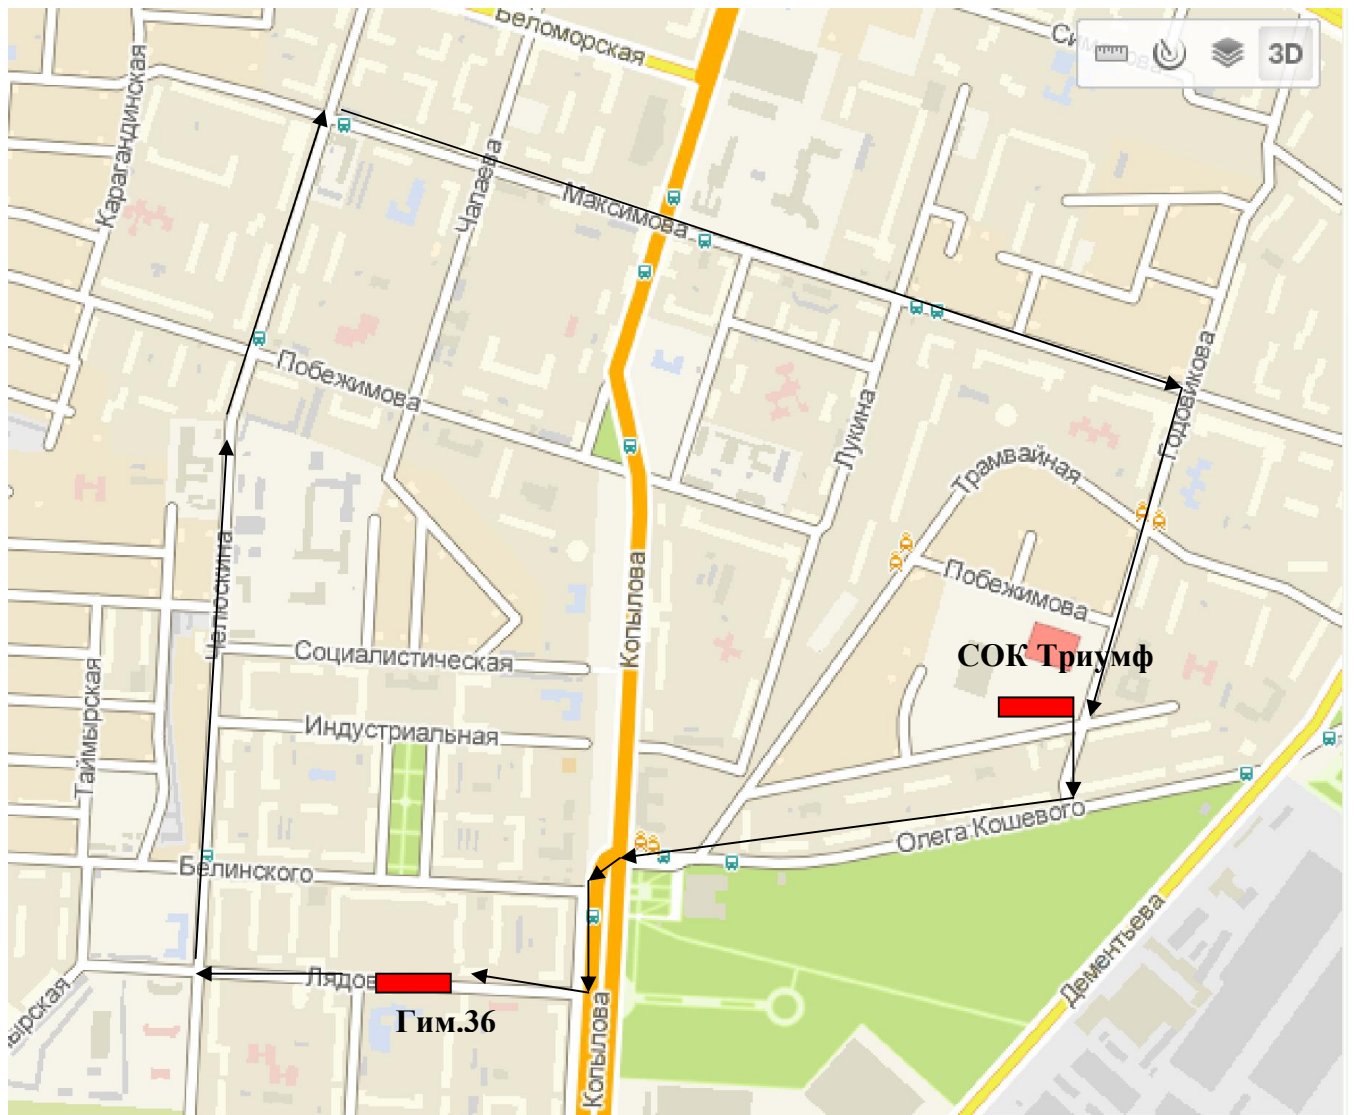 Беломорская
3D
Карагандинская
Чапаева
Максимова
Годовикова
Побежимова
Лукина
Трамвайная
Челюскина
Копылова
Побежимова
Социалистическая
СОК Триумф
Таймырская
Индустриальная
Олега Кошевого
Белинского
Дементьева
Гим.36
Копылова